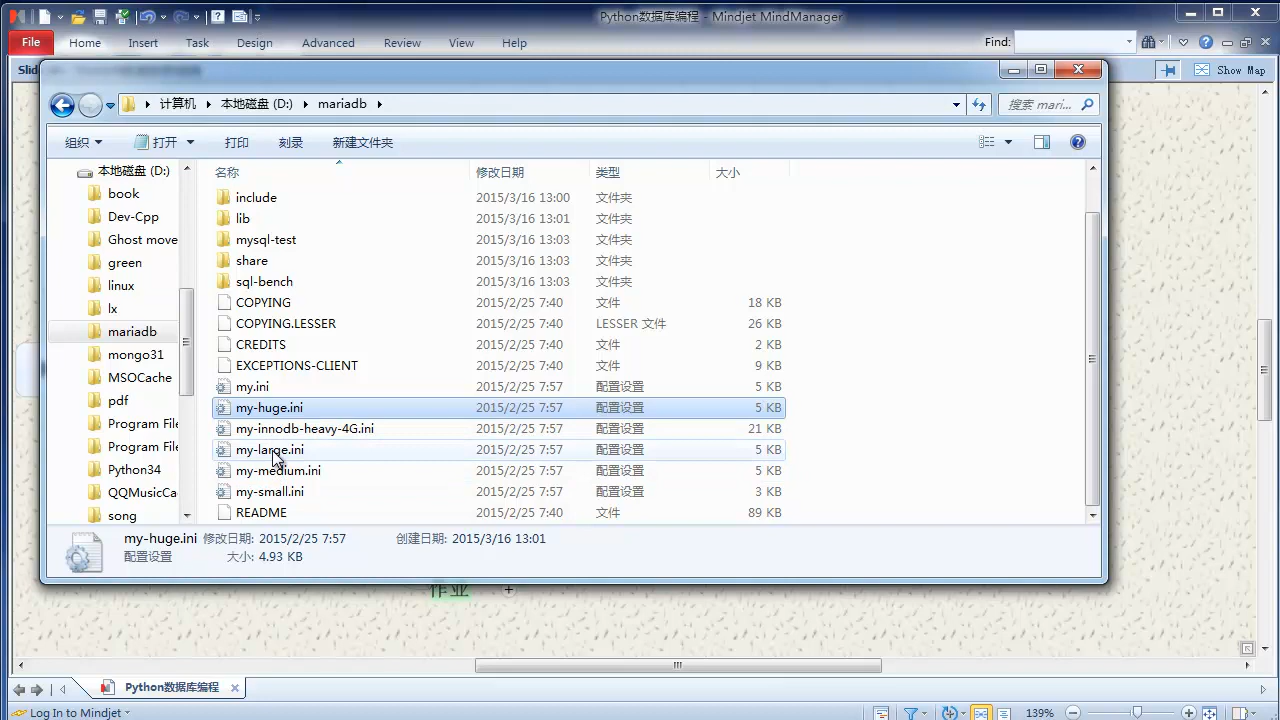 Python数据库编程 - Mindjet MindManager
File Home Insert Task Design Advanced Review View Help Find:
Slid
Show Map
计算机 本地磁盘 (D:) mariadb 搜索 mari...
组织 打开 打印 刻录 新建文件夹
本地磁盘 (D:)
book
Dev-Cpp
Ghost move
green
linux
lx
mariadb
mongo31
MSOCache
pdf
Program File
Program File
Python34
QQMusicCa
song
名称 修改日期 类型 大小
include 2015/3/16 13:00 文件夹
lib 2015/3/16 13:01 文件夹
mysql-test 2015/3/16 13:03 文件夹
share 2015/3/16 13:03 文件夹
sql-bench 2015/3/16 13:03 文件夹
COPYING 2015/2/25 7:40 文件 18 KB
COPYING.LESSER 2015/2/25 7:40 LESSER 文件 26 KB
CREDITS 2015/2/25 7:40 文件 2 KB
EXCEPTIONS-CLIENT 2015/2/25 7:40 文件 9 KB
my.ini 2015/2/25 7:57 配置设置 5 KB
my-huge.ini 2015/2/25 7:57 配置设置 5 KB
my-innodb-heavy-4G.ini 2015/2/25 7:57 配置设置 21 KB
my-large.ini 2015/2/25 7:57 配置设置 5 KB
my-medium.ini 2015/2/25 7:57 配置设置 5 KB
my-small.ini 2015/2/25 7:57 配置设置 3 KB
README 2015/2/25 7:40 文件 89 KB
my-huge.ini 修改日期: 2015/2/25 7:57 创建日期: 2015/3/16 13:01
配置设置 大小: 4.93 KB
作业
Python数据库编程
Log In to Mindjet 139%